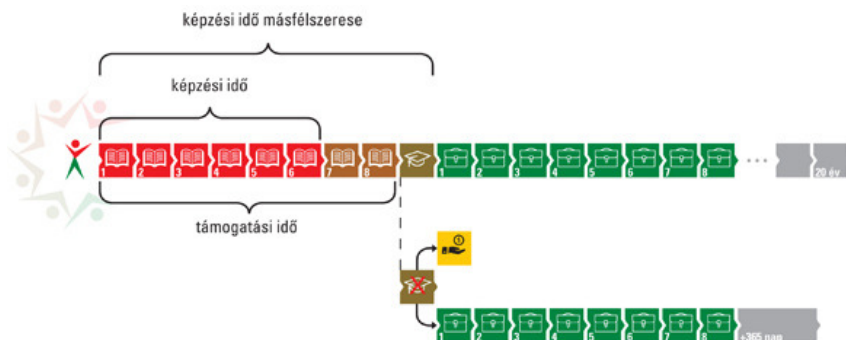 képzési idő másfélszerese
képzési idő
1 2 3 4 5 6 7 8 1 2 3 4 5 6 7 8 20 év
támogatási idő
1 2 3 4 5 6 7 8 +365 nap